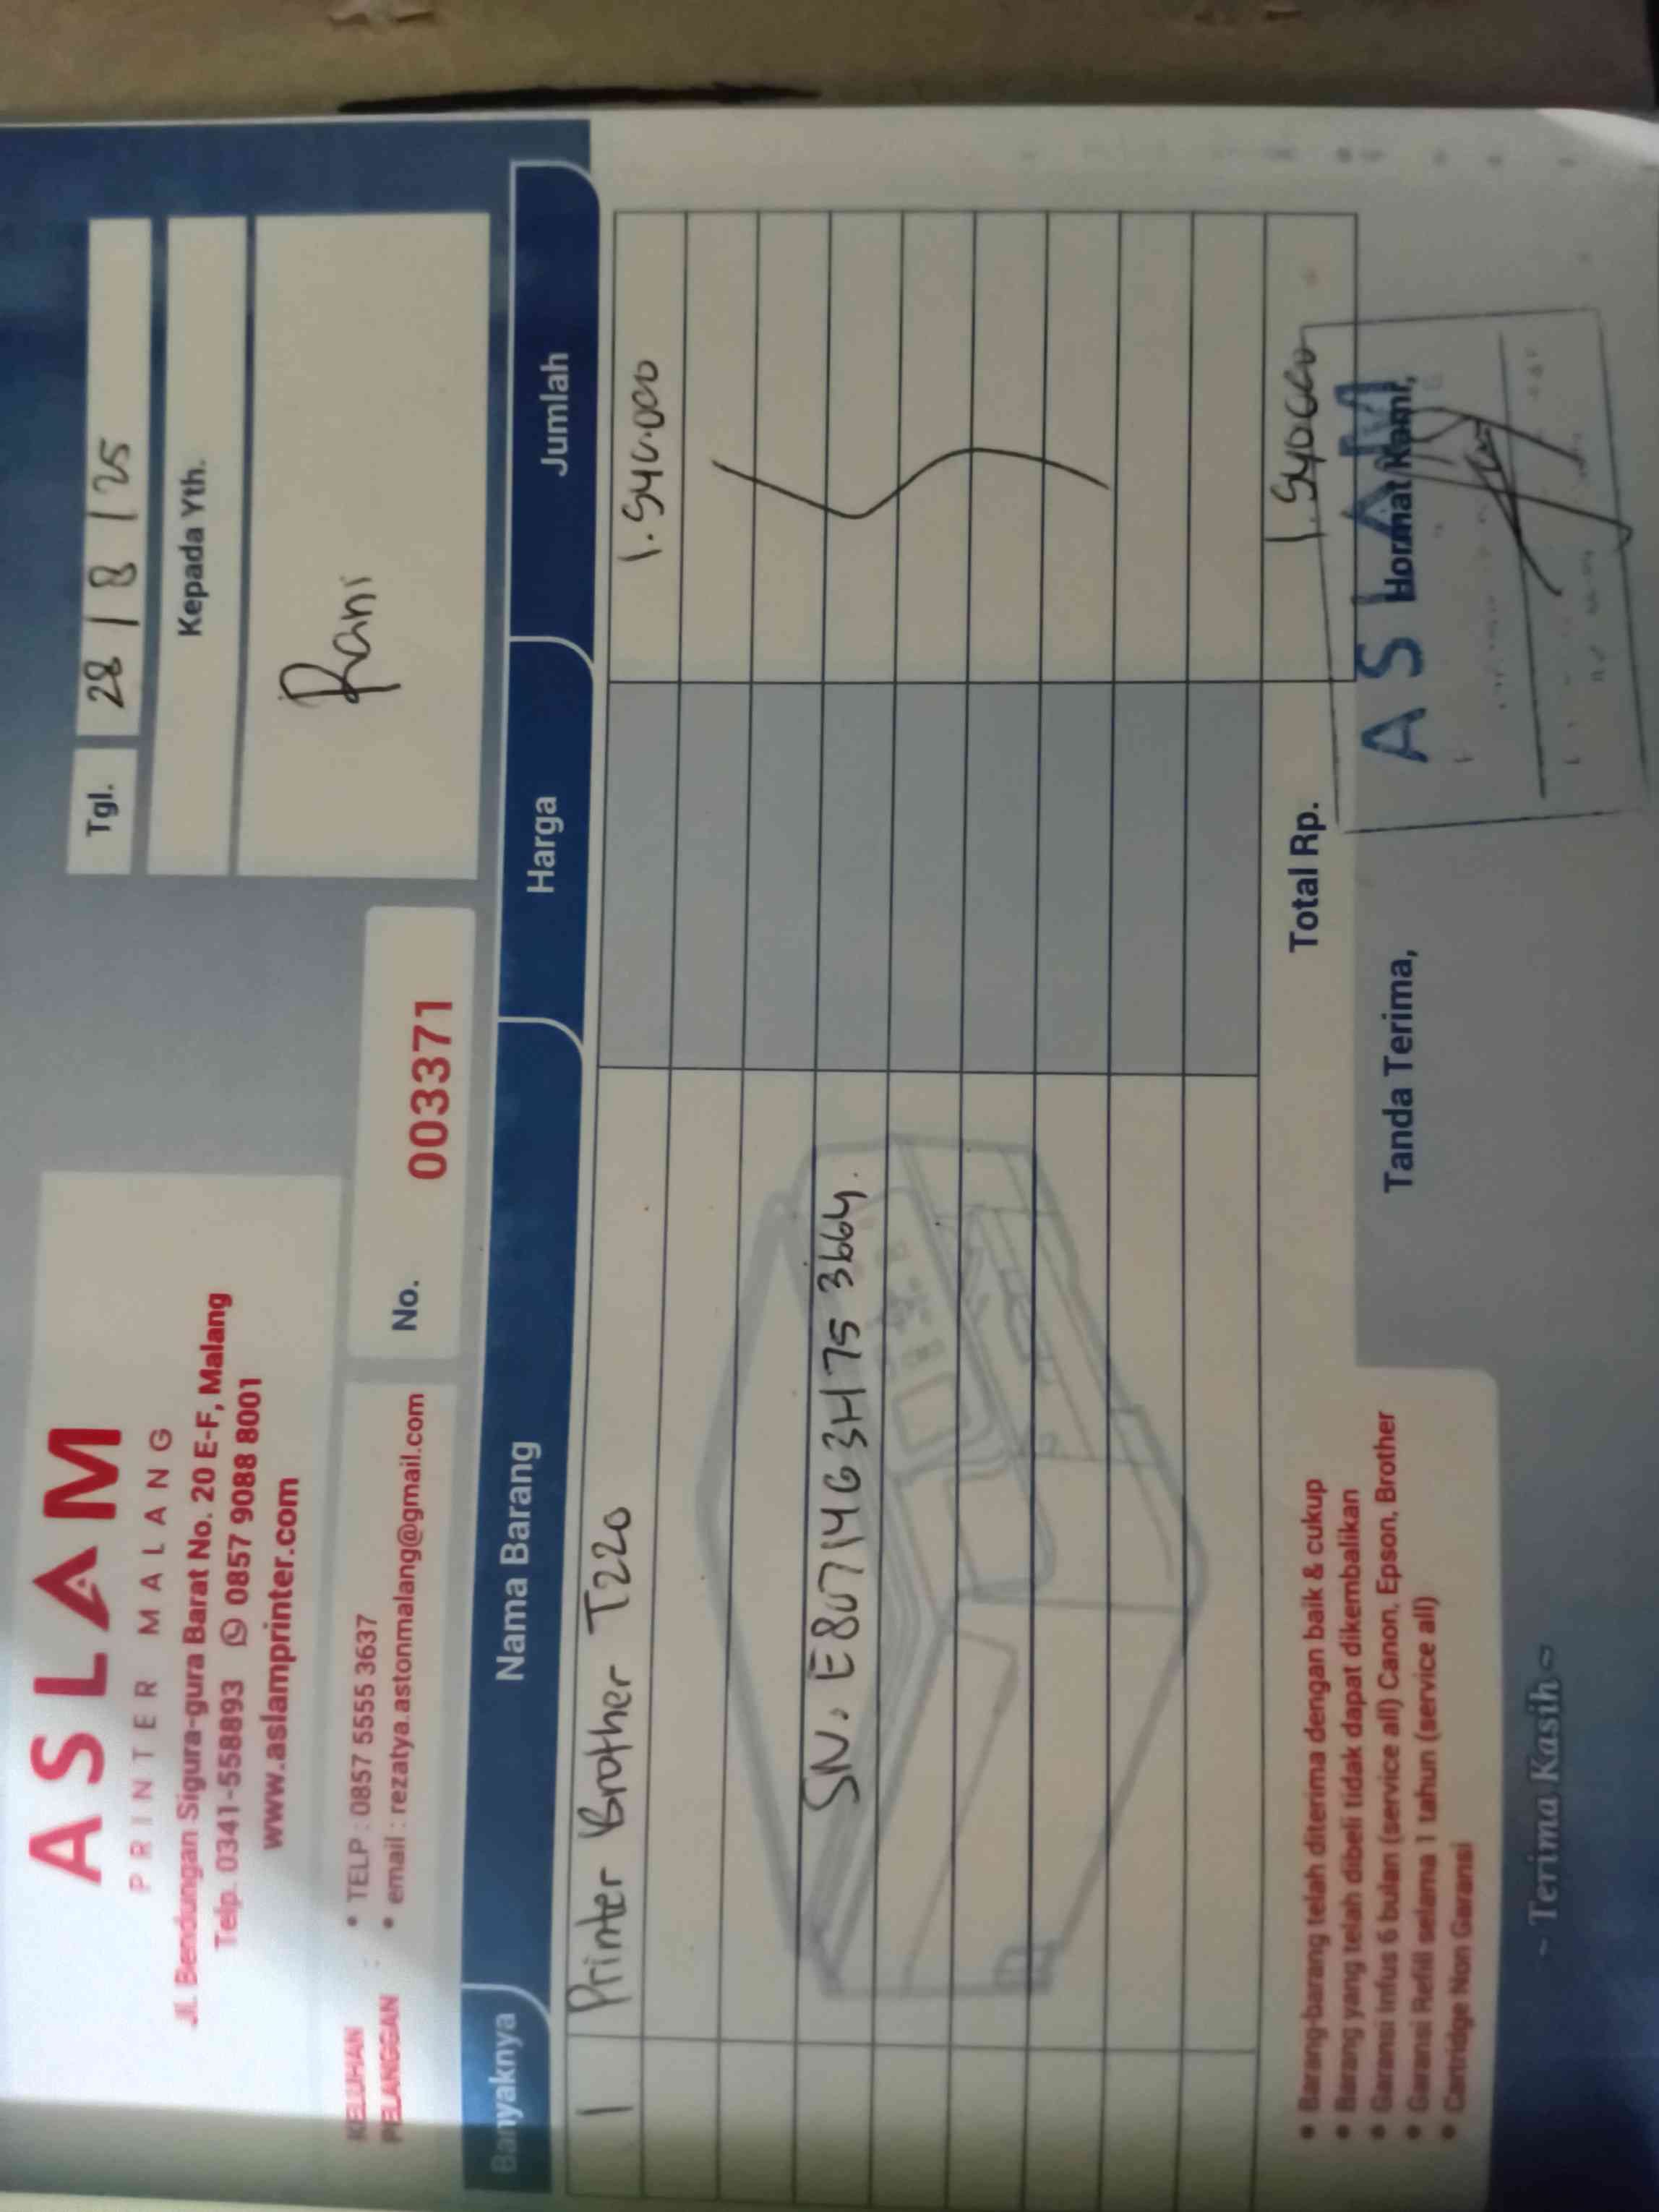 ASLAM
PRINTER MALANG
Jl. Bendungan Sigura-gura Barat No. 20 E-F, Malang
Telp. 0341-558893 0857 9088 8001
www.aslamprinter.com
KELUHAN PELANGGAN :
• TELP : 0857 5555 3637
• email : rezatya.astonmalang@gmail.com
No. 003371
Tgl. 28/8/25
Kepada Yth.
Rani
Banyaknya Nama Barang Harga Jumlah
1 Printer Brother T220 1.540.000
SN. E80714G3H753664.
Total Rp. 1.540.000
• Barang-barang telah diterima dengan baik & cukup
• Barang yang telah dibeli tidak dapat dikembalikan
• Garansi Infus 6 bulan (service all) Canon, Epson, Brother
• Garansi Refill selama 1 tahun (service all)
• Cartridge Non Garansi
Tanda Terima,
Hormat Kami,
ASLAM
~ Terima Kasih ~